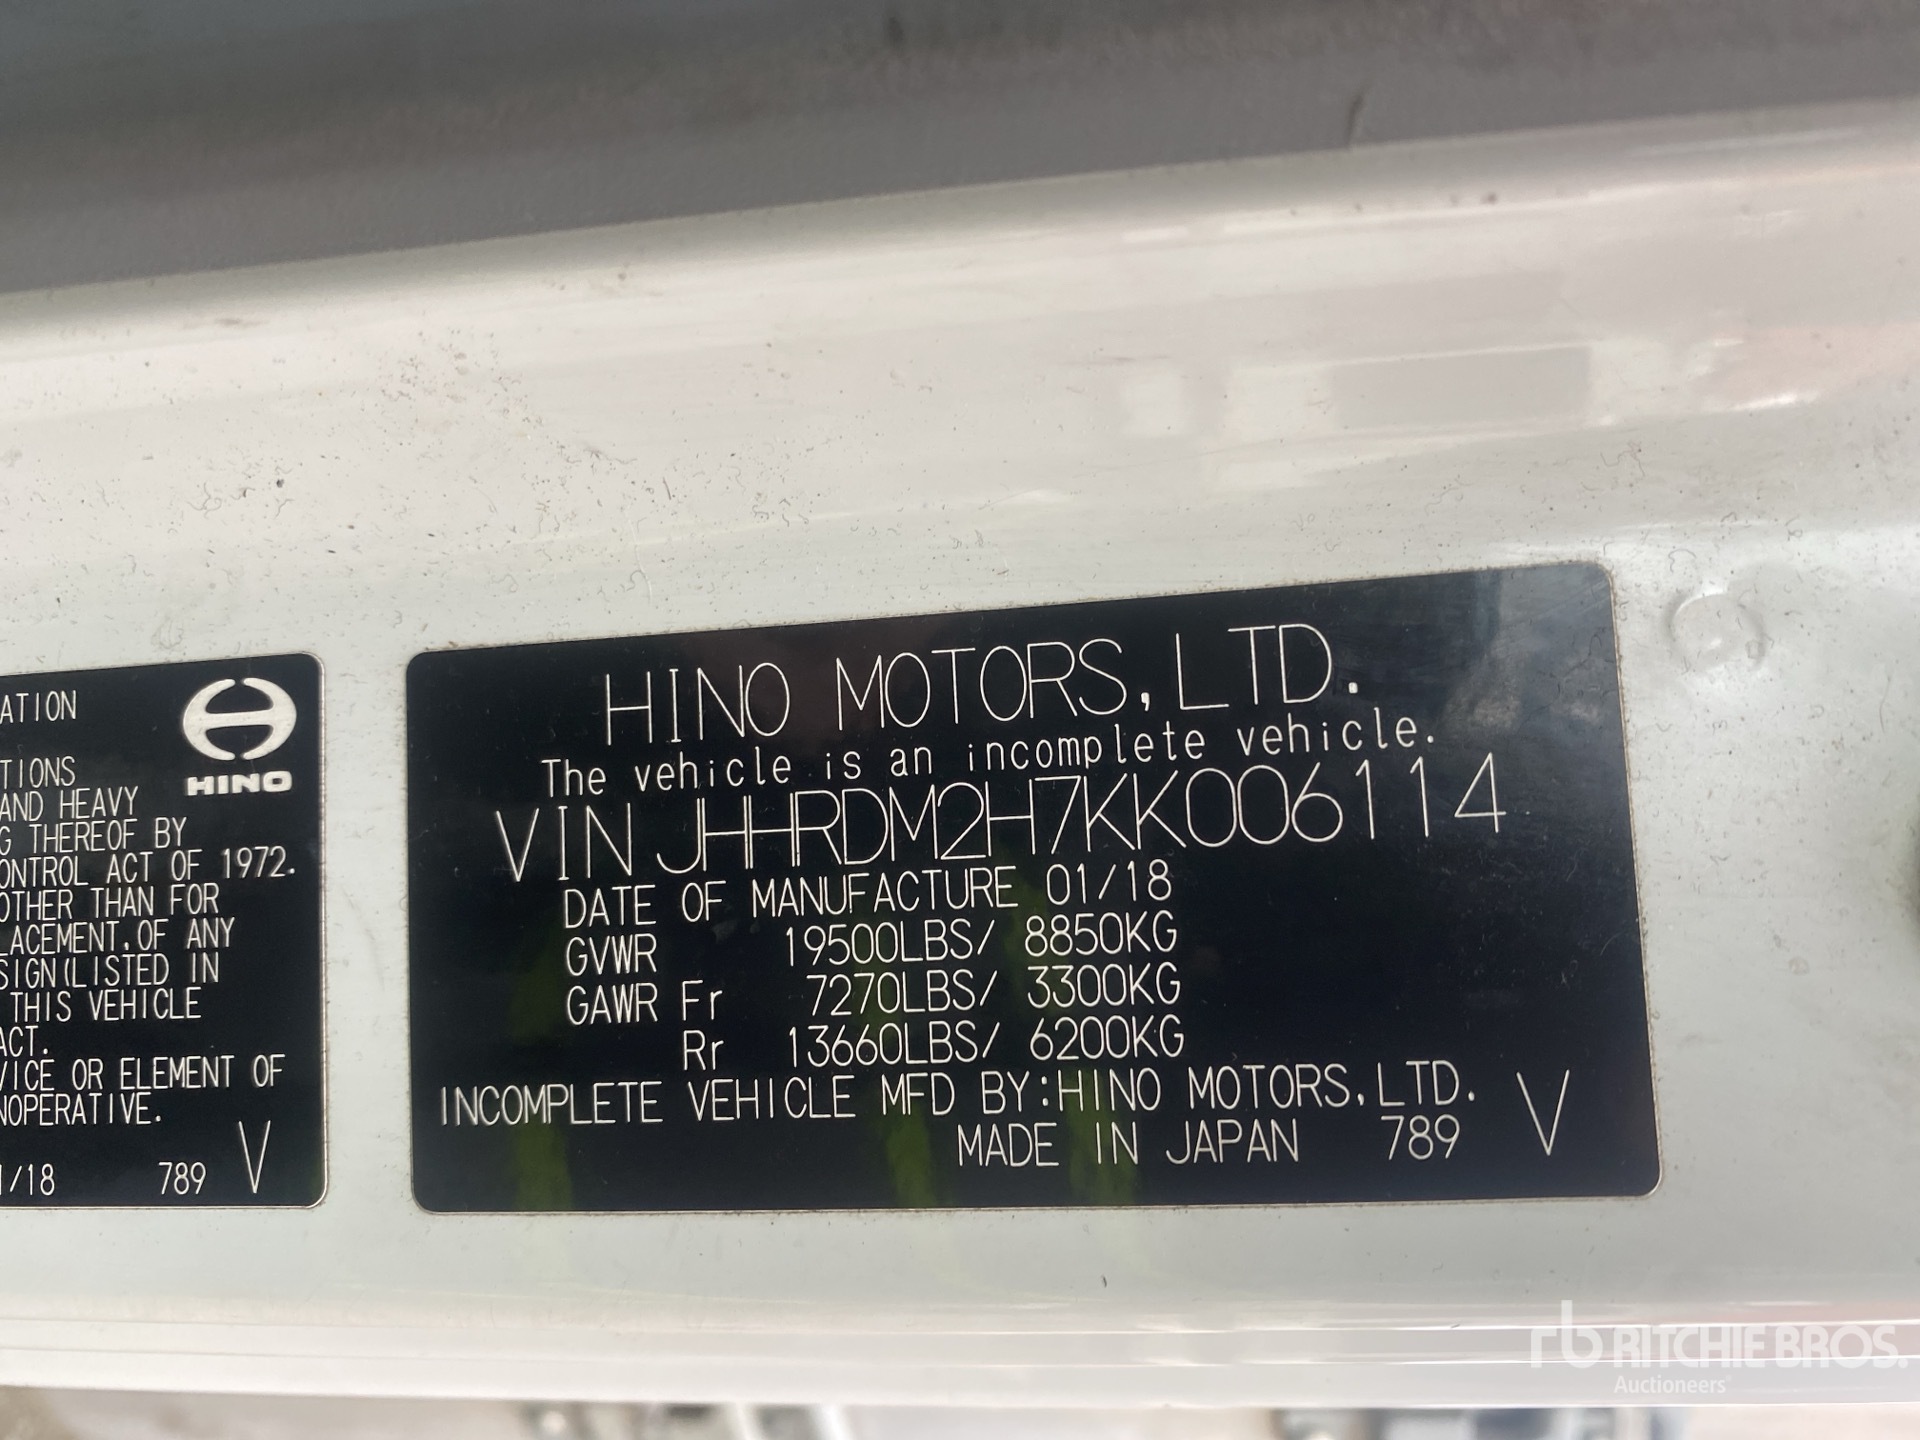 ATION
HINO
TIONS
AND HEAVY
G THEREOF BY
ONTROL ACT OF 1972.
OTHER THAN FOR
LACEMENT, OF ANY
SIGN(LISTED IN
THIS VEHICLE
ACT.
VICE OR ELEMENT OF
NOPERATIVE.
1/18 789 V
HINO MOTORS, LTD.
The vehicle is an incomplete vehicle.
VIN JHHRDM2H7KK006114
DATE OF MANUFACTURE 01/18
GVWR 19500LBS/ 8850KG
GAWR Fr 7270LBS/ 3300KG
Rr 13660LBS/ 6200KG
INCOMPLETE VEHICLE MFD BY:HINO MOTORS, LTD.
MADE IN JAPAN 789 V
rb RITCHIE BROS.
Auctioneers